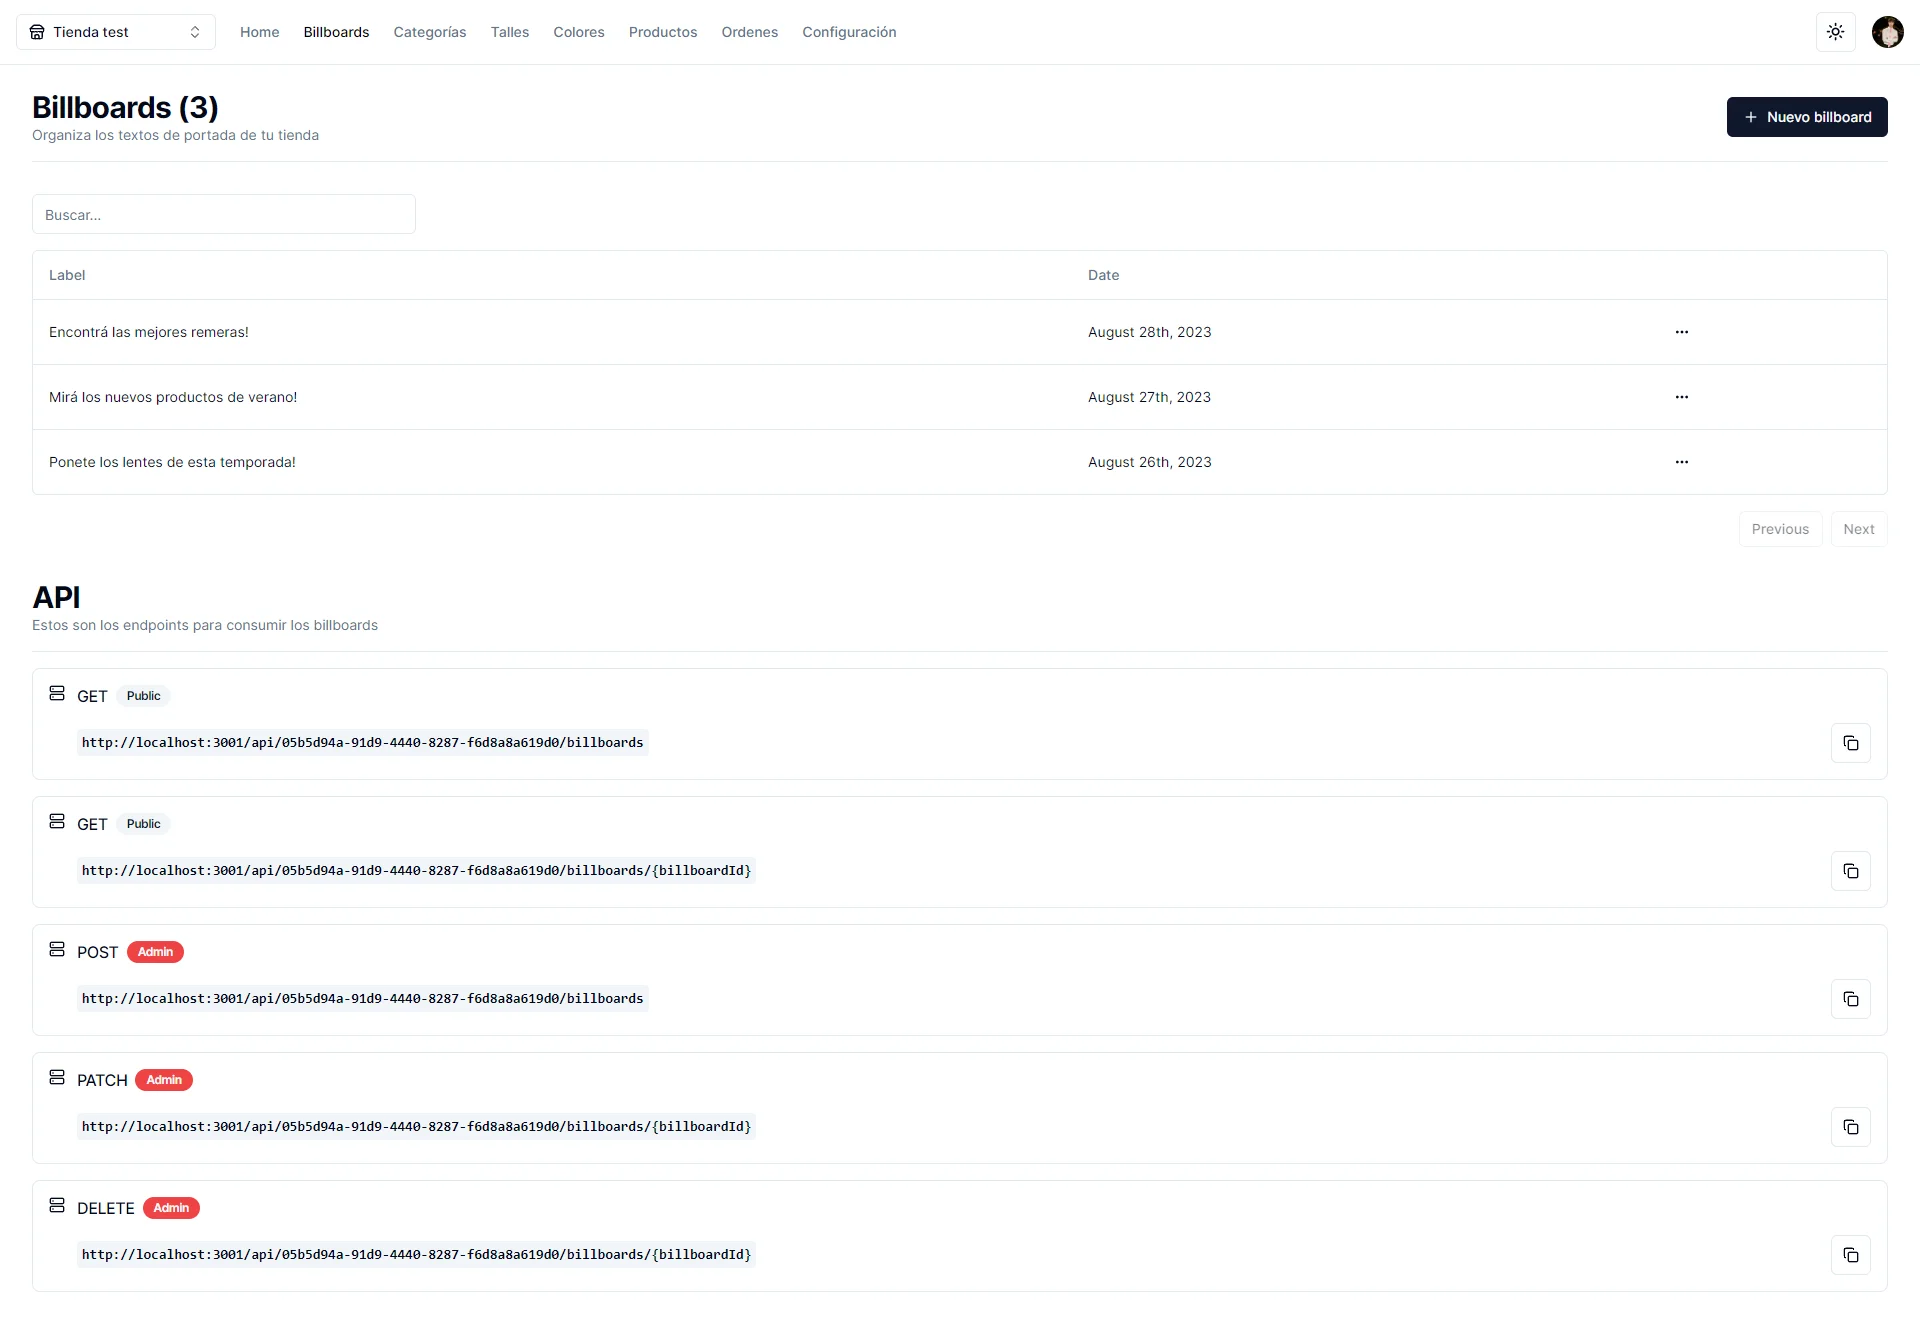 Tienda test Home Billboards Categorías Talles Colores Productos Ordenes Configuración
Billboards (3)
Organiza los textos de portada de tu tienda
Nuevo billboard
Buscar...
Label Date
Encontrá las mejores remeras! August 28th, 2023
Mirá los nuevos productos de verano! August 27th, 2023
Ponete los lentes de esta temporada! August 26th, 2023
Previous Next
API
Estos son los endpoints para consumir los billboards
GET Public
http://localhost:3001/api/05b5d94a-91d9-4440-8287-f6d8a8a619d0/billboards
GET Public
http://localhost:3001/api/05b5d94a-91d9-4440-8287-f6d8a8a619d0/billboards/{billboardId}
POST Admin
http://localhost:3001/api/05b5d94a-91d9-4440-8287-f6d8a8a619d0/billboards
PATCH Admin
http://localhost:3001/api/05b5d94a-91d9-4440-8287-f6d8a8a619d0/billboards/{billboardId}
DELETE Admin
http://localhost:3001/api/05b5d94a-91d9-4440-8287-f6d8a8a619d0/billboards/{billboardId}